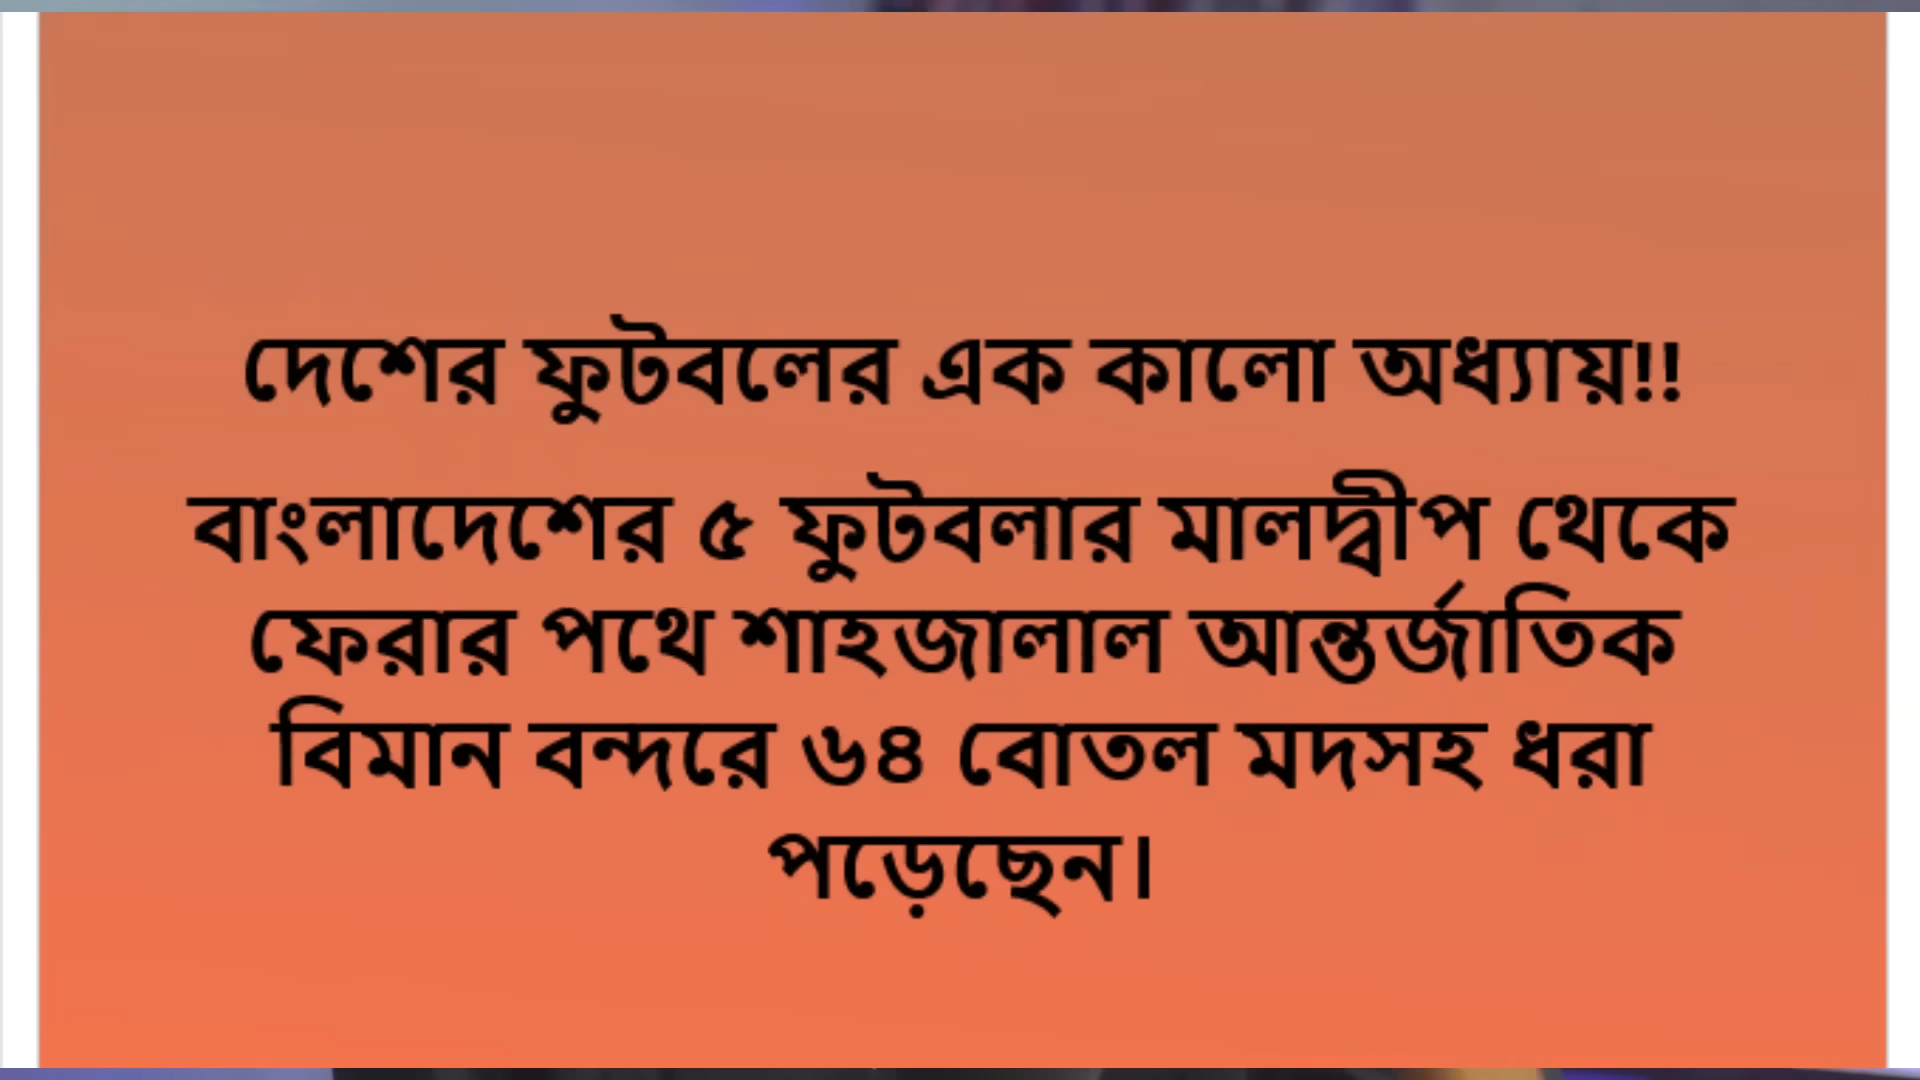 দেশের ফুটবলের এক কালো অধ্যায়!!
বাংলাদেশের ৫ ফুটবলার মালদ্বীপ থেকে
ফেরার পথে শাহজালাল আন্তর্জাতিক
বিমান বন্দরে ৬৪ বোতল মদসহ ধরা
পড়েছেন।